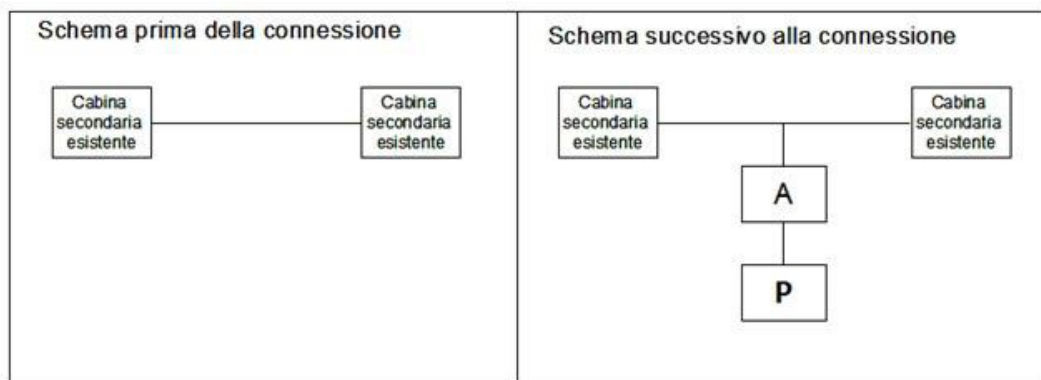 Schema prima della connessione
Cabina
secondaria
esistente
Cabina
secondaria
esistente
Schema successivo alla connessione
Cabina
secondaria
esistente
Cabina
secondaria
esistente
A
P